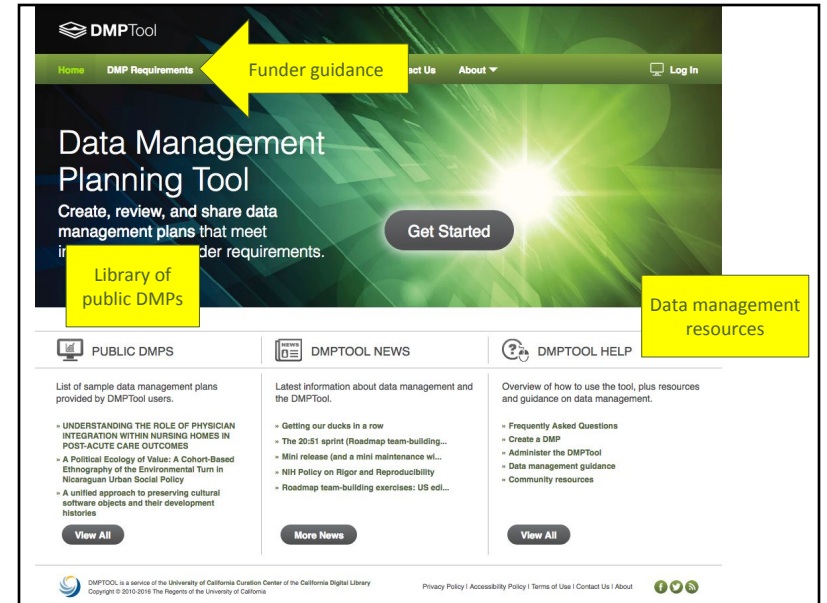 DMPTool
Home DMP Requirements Funder guidance act Us About Log In
Data Management
Planning Tool
Create, review, and share data
management plans that meet
der requirements.
Get Started
Library of
public DMPs
Data management
resources
PUBLIC DMPS
List of sample data management plans
provided by DMPTool users.
» UNDERSTANDING THE ROLE OF PHYSICIAN
INTEGRATION WITHIN NURSING HOMES IN
POST-ACUTE CARE OUTCOMES
» A Political Ecology of Value: A Cohort-Based
Ethnography of the Environmental Turn in
Nicaraguan Urban Social Policy
» A unified approach to preserving cultural
software objects and their development
histories
View All
NEWS
DMPTOOL NEWS
Latest information about data management and
the DMPTool.
» Getting our ducks in a row
» The 20:51 sprint (Roadmap team-building...
» Mini release (and a mini maintenance wi...
» NIH Policy on Rigor and Reproducibility
» Roadmap team-building exercises: US edi...
More News
DMPTOOL HELP
Overview of how to use the tool, plus resources
and guidance on data management.
» Frequently Asked Questions
» Create a DMP
» Administer the DMPTool
» Data management guidance
» Community resources
View All
DMPTOOL is a service of the University of California Curation Center of the California Digital Library
Copyright © 2010-2016 The Regents of the University of California
Privacy Policy | Accessibility Policy | Terms of Use | Contact Us | About